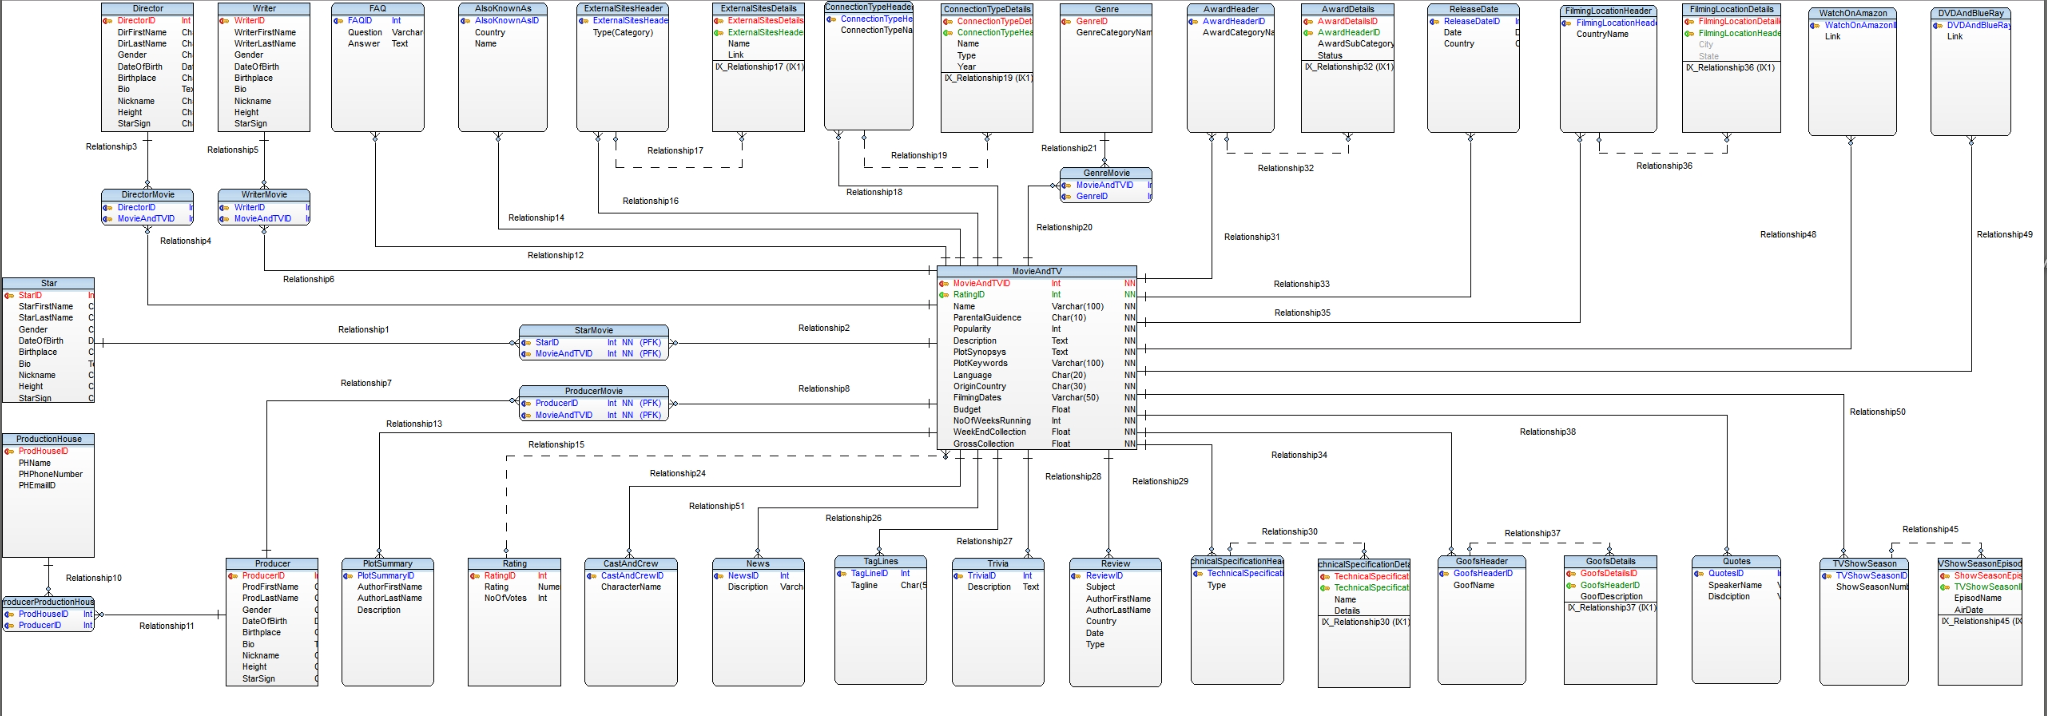 Director
DirectorID Int
DirFirstName Ch
DirLastName Ch
Gender Ch
DateOfBirth Dat
Birthplace Ch
Bio Tex
Nickname Ch
Height Ch
StarSign Ch
Writer
WriterID
WriterFirstName
WriterLastName
Gender
DateOfBirth
Birthplace
Bio
Nickname
Height
StarSign
FAQ
FAQID Int
Question Varchar
Answer Text
AlsoKnownAs
AlsoKnownAsID
Country
Name
ExternalSitesHeader
ExternalSitesHeade
Type(Category)
ExternalSitesDetails
ExternalSitesDetails
ExternalSitesHeade
Name
Link
IX_Relationship17 (IX1)
ConnectionTypeHeade
ConnectionTypeHe
ConnectionTypeNa
ConnectionTypeDetails
ConnectionTypeDet
ConnectionTypeHea
Name
Type
Year
IX_Relationship19 (IX1)
Genre
GenreID
GenreCategoryNam
AwardHeader
AwardHeaderID
AwardCategoryNa
AwardDetails
AwardDetailsID
AwardHeaderID
AwardSubCategory
Status
IX_Relationship32 (IX1)
ReleaseDate
ReleaseDateID
Date
Country
FilmingLocationHeader
FilmingLocationHeade
CountryName
FilmingLocationDetails
FilmingLocationDetail
FilmingLocationHeade
City
State
IX_Relationship36 (IX1)
WatchOnAmazon
WatchOnAmazonI
Link
DVDAndBlueRay
DVDAndBlueRay
Link
Relationship3
Relationship5
Relationship17
Relationship19
Relationship21
Relationship32
Relationship36
DirectorMovie
DirectorID
MovieAndTVID
WriterMovie
WriterID
MovieAndTVID
GenreMovie
MovieAndTVID
GenreID
Relationship16
Relationship18
Relationship14
Relationship20
Relationship4
Relationship6
Relationship12
Relationship31
Relationship48
Relationship49
Relationship33
Relationship35
Star
StarID In
StarFirstName C
StarLastName C
Gender C
DateOfBirth D
Birthplace C
Bio Te
Nickname C
Height C
StarSign C
Relationship1
StarMovie
StarID Int NN (PFK)
MovieAndTVID Int NN (PFK)
Relationship2
Relationship7
ProducerMovie
ProducerID Int NN (PFK)
MovieAndTVID Int NN (PFK)
Relationship8
MovieAndTV
MovieAndTVID Int NN
RatingID Int NN
Name Varchar(100) NN
ParentalGuidence Char(10) NN
Popularity Int NN
Description Text NN
PlotSynopsys Text NN
PlotKeywords Varchar(100) NN
Language Char(20) NN
OriginCountry Char(30) NN
FilmingDates Varchar(50) NN
Budget Float NN
NoOfWeeksRunning Int NN
WeekEndCollection Float NN
GrossCollection Float NN
Relationship13
Relationship15
Relationship24
Relationship51
Relationship26
Relationship27
Relationship28
Relationship29
Relationship34
Relationship38
Relationship50
Relationship30
Relationship37
Relationship45
ProductionHouse
ProdHouseID
PHName
PHPhoneNumber
PHEmailID
Relationship10
roducerProductionHous
ProdHouseID Int
ProducerID Int
Relationship11
Producer
ProducerID
ProdFirstName
ProdLastName
Gender
DateOfBirth
Birthplace
Bio
Nickname
Height
StarSign
PlotSummary
PlotSummaryID
AuthorFirstName
AuthorLastName
Description
Rating
RatingID Int
Rating Nume
NoOfVotes Int
CastAndCrew
CastAndCrewID
CharacterName
News
NewsID Int
Discription Varch
TagLines
TagLineID Int
Tagline Char(5
Trivia
TriviaID Int
Description Text
Review
ReviewID
Subject
AuthorFirstName
AuthorLastName
Country
Date
Type
chnicalSpecificationHea
TechnicalSpecificati
Type
chnicalSpecificationDeta
TechnicalSpecificat
TechnicalSpecificat
Name
Details
IX_Relationship30 (IX1)
GoofsHeader
GoofsHeaderID
GoofName
GoofsDetails
GoofsDetailsID
GoofsHeaderID
GoofDescription
IX_Relationship37 (IX1)
Quotes
QuotesID
SpeakerName
Disdciption
TVShowSeason
TVShowSeasonID
ShowSeasonNum
VShowSeasonEpisod
ShowSeasonEpis
TVShowSeasonI
EpisodName
AirDate
IX_Relationship45 (IX